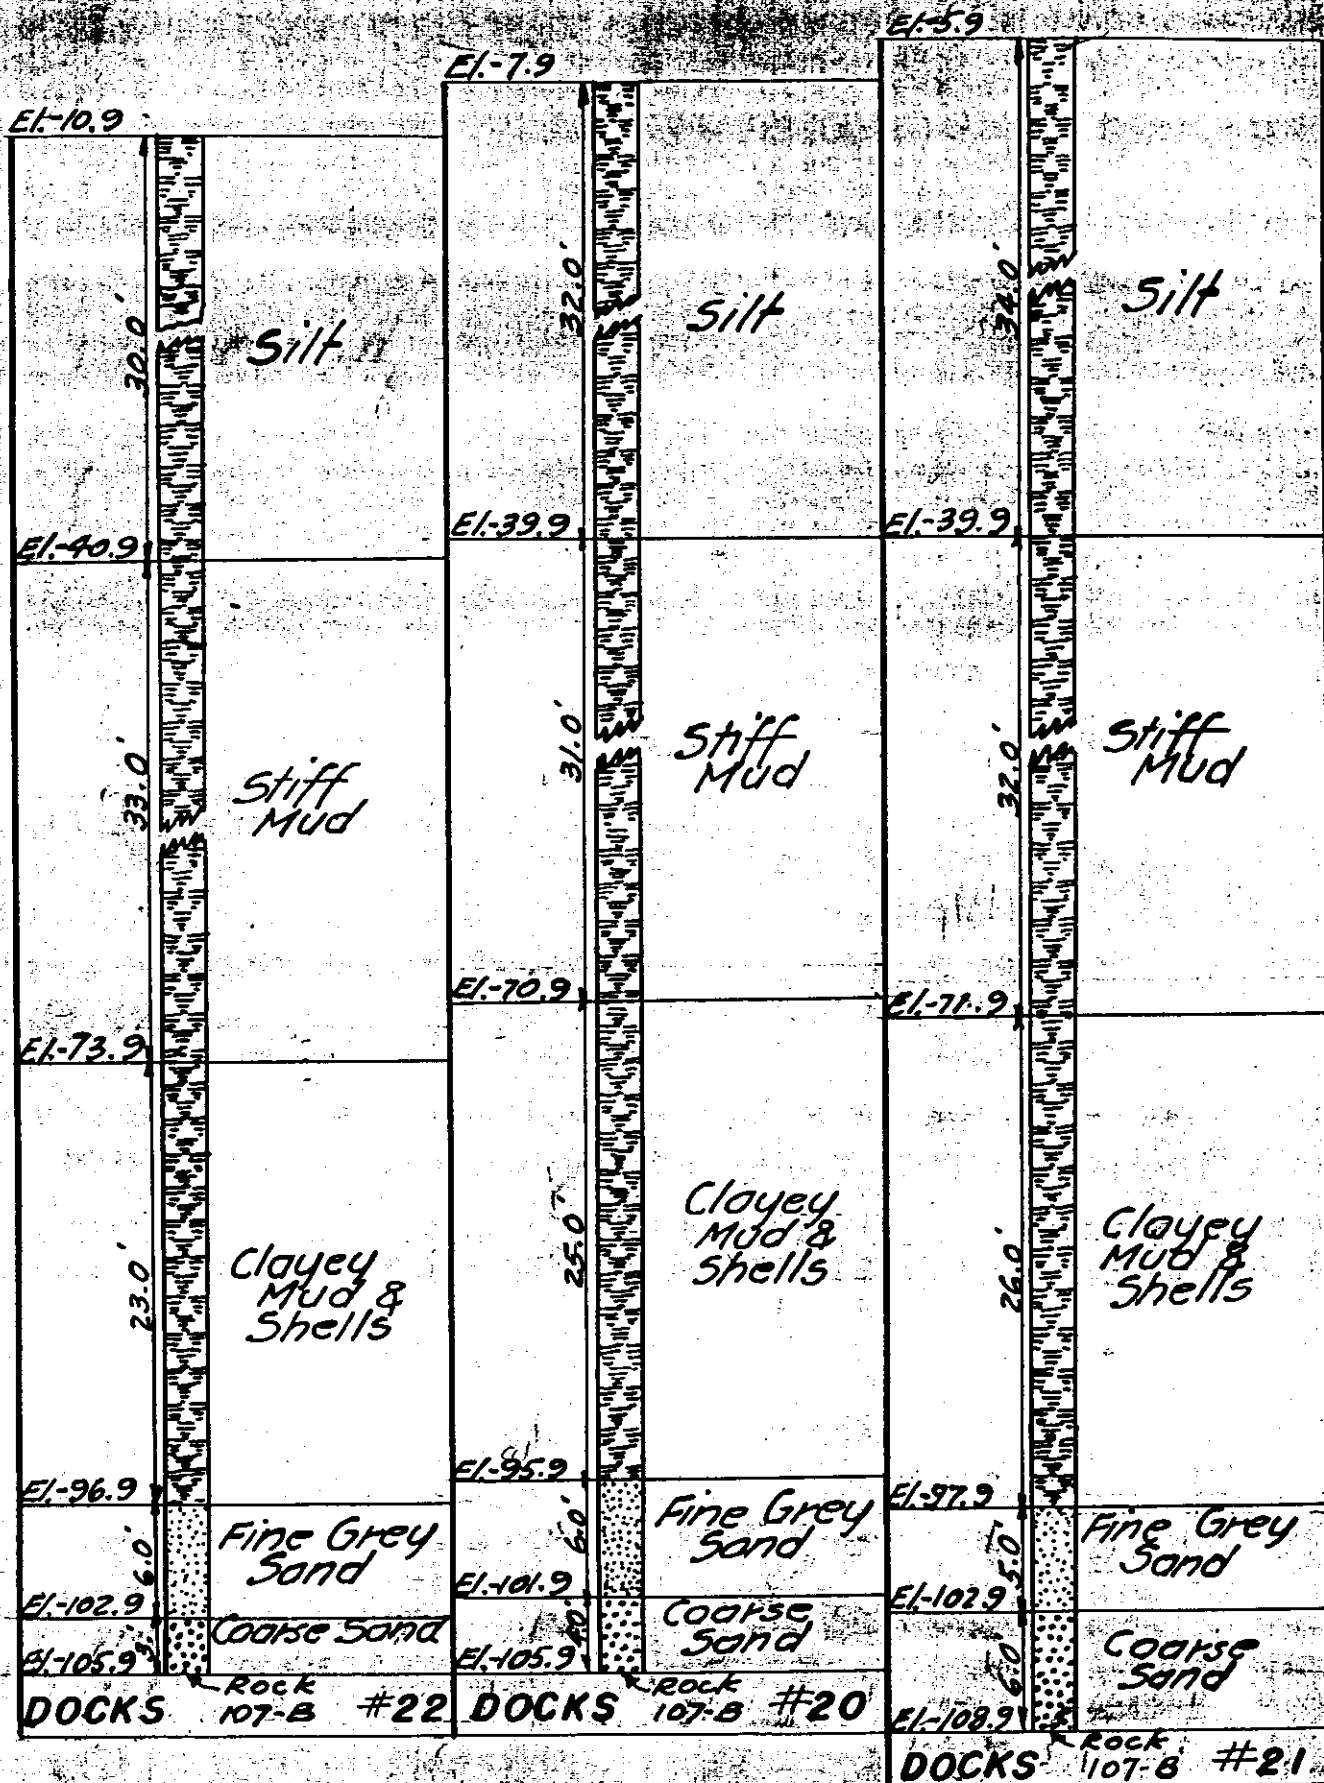 El.-10.9
30.0'
Silt
El.-40.9
33.0'
Stiff
Mud
El.-73.9
23.0'
Clayey
Mud &
Shells
El.-96.9
6.0'
Fine Grey
Sand
El.-102.9
Coarse Sand
El.-105.9
Rock
DOCKS 107-B #22
El.-7.9
32.0'
Silt
El.-39.9
31.0'
Stiff
Mud
El.-70.9
25.0'
Clayey
Mud &
Shells
El.-95.9
6.0'
Fine Grey
Sand
El.-101.9
4.0'
Coarse
Sand
El.-105.9
Rock
DOCKS 107-B #20
El.-5.9
34.0'
Silt
El.-39.9
32.0'
Stiff
Mud
El.-71.9
26.0'
Clayey
Mud &
Shells
El.-97.9
5.0'
Fine Grey
Sand
El.-102.9
6.0'
Coarse
Sand
El.-108.9
Rock
DOCKS 107-B #21